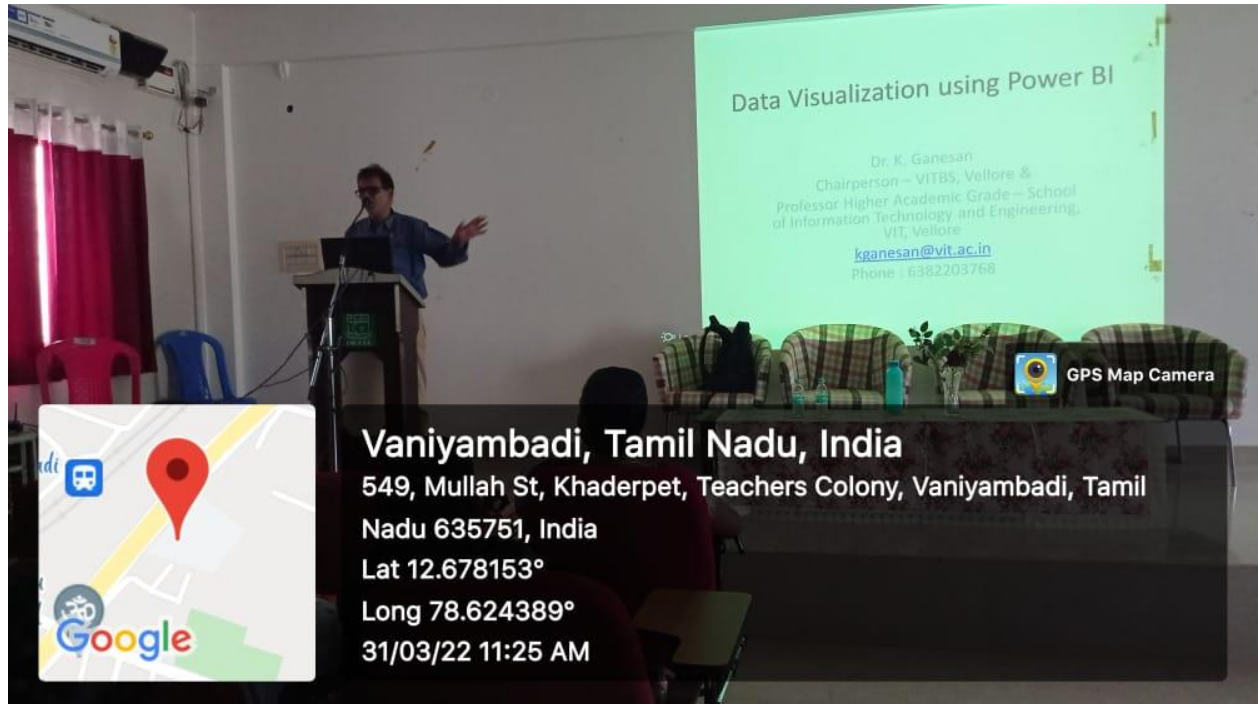 Data Visualization using Power BI
Dr. K. Ganesan
Chairperson – VITBS, Vellore &
Professor Higher Academic Grade – School
of Information Technology and Engineering,
VIT, Vellore
kganesan@vit.ac.in
Phone : 6382203768
GPS Map Camera
Vaniyambadi, Tamil Nadu, India
549, Mullah St, Khaderpet, Teachers Colony, Vaniyambadi, Tamil
Nadu 635751, India
Lat 12.678153°
Long 78.624389°
31/03/22 11:25 AM
Google